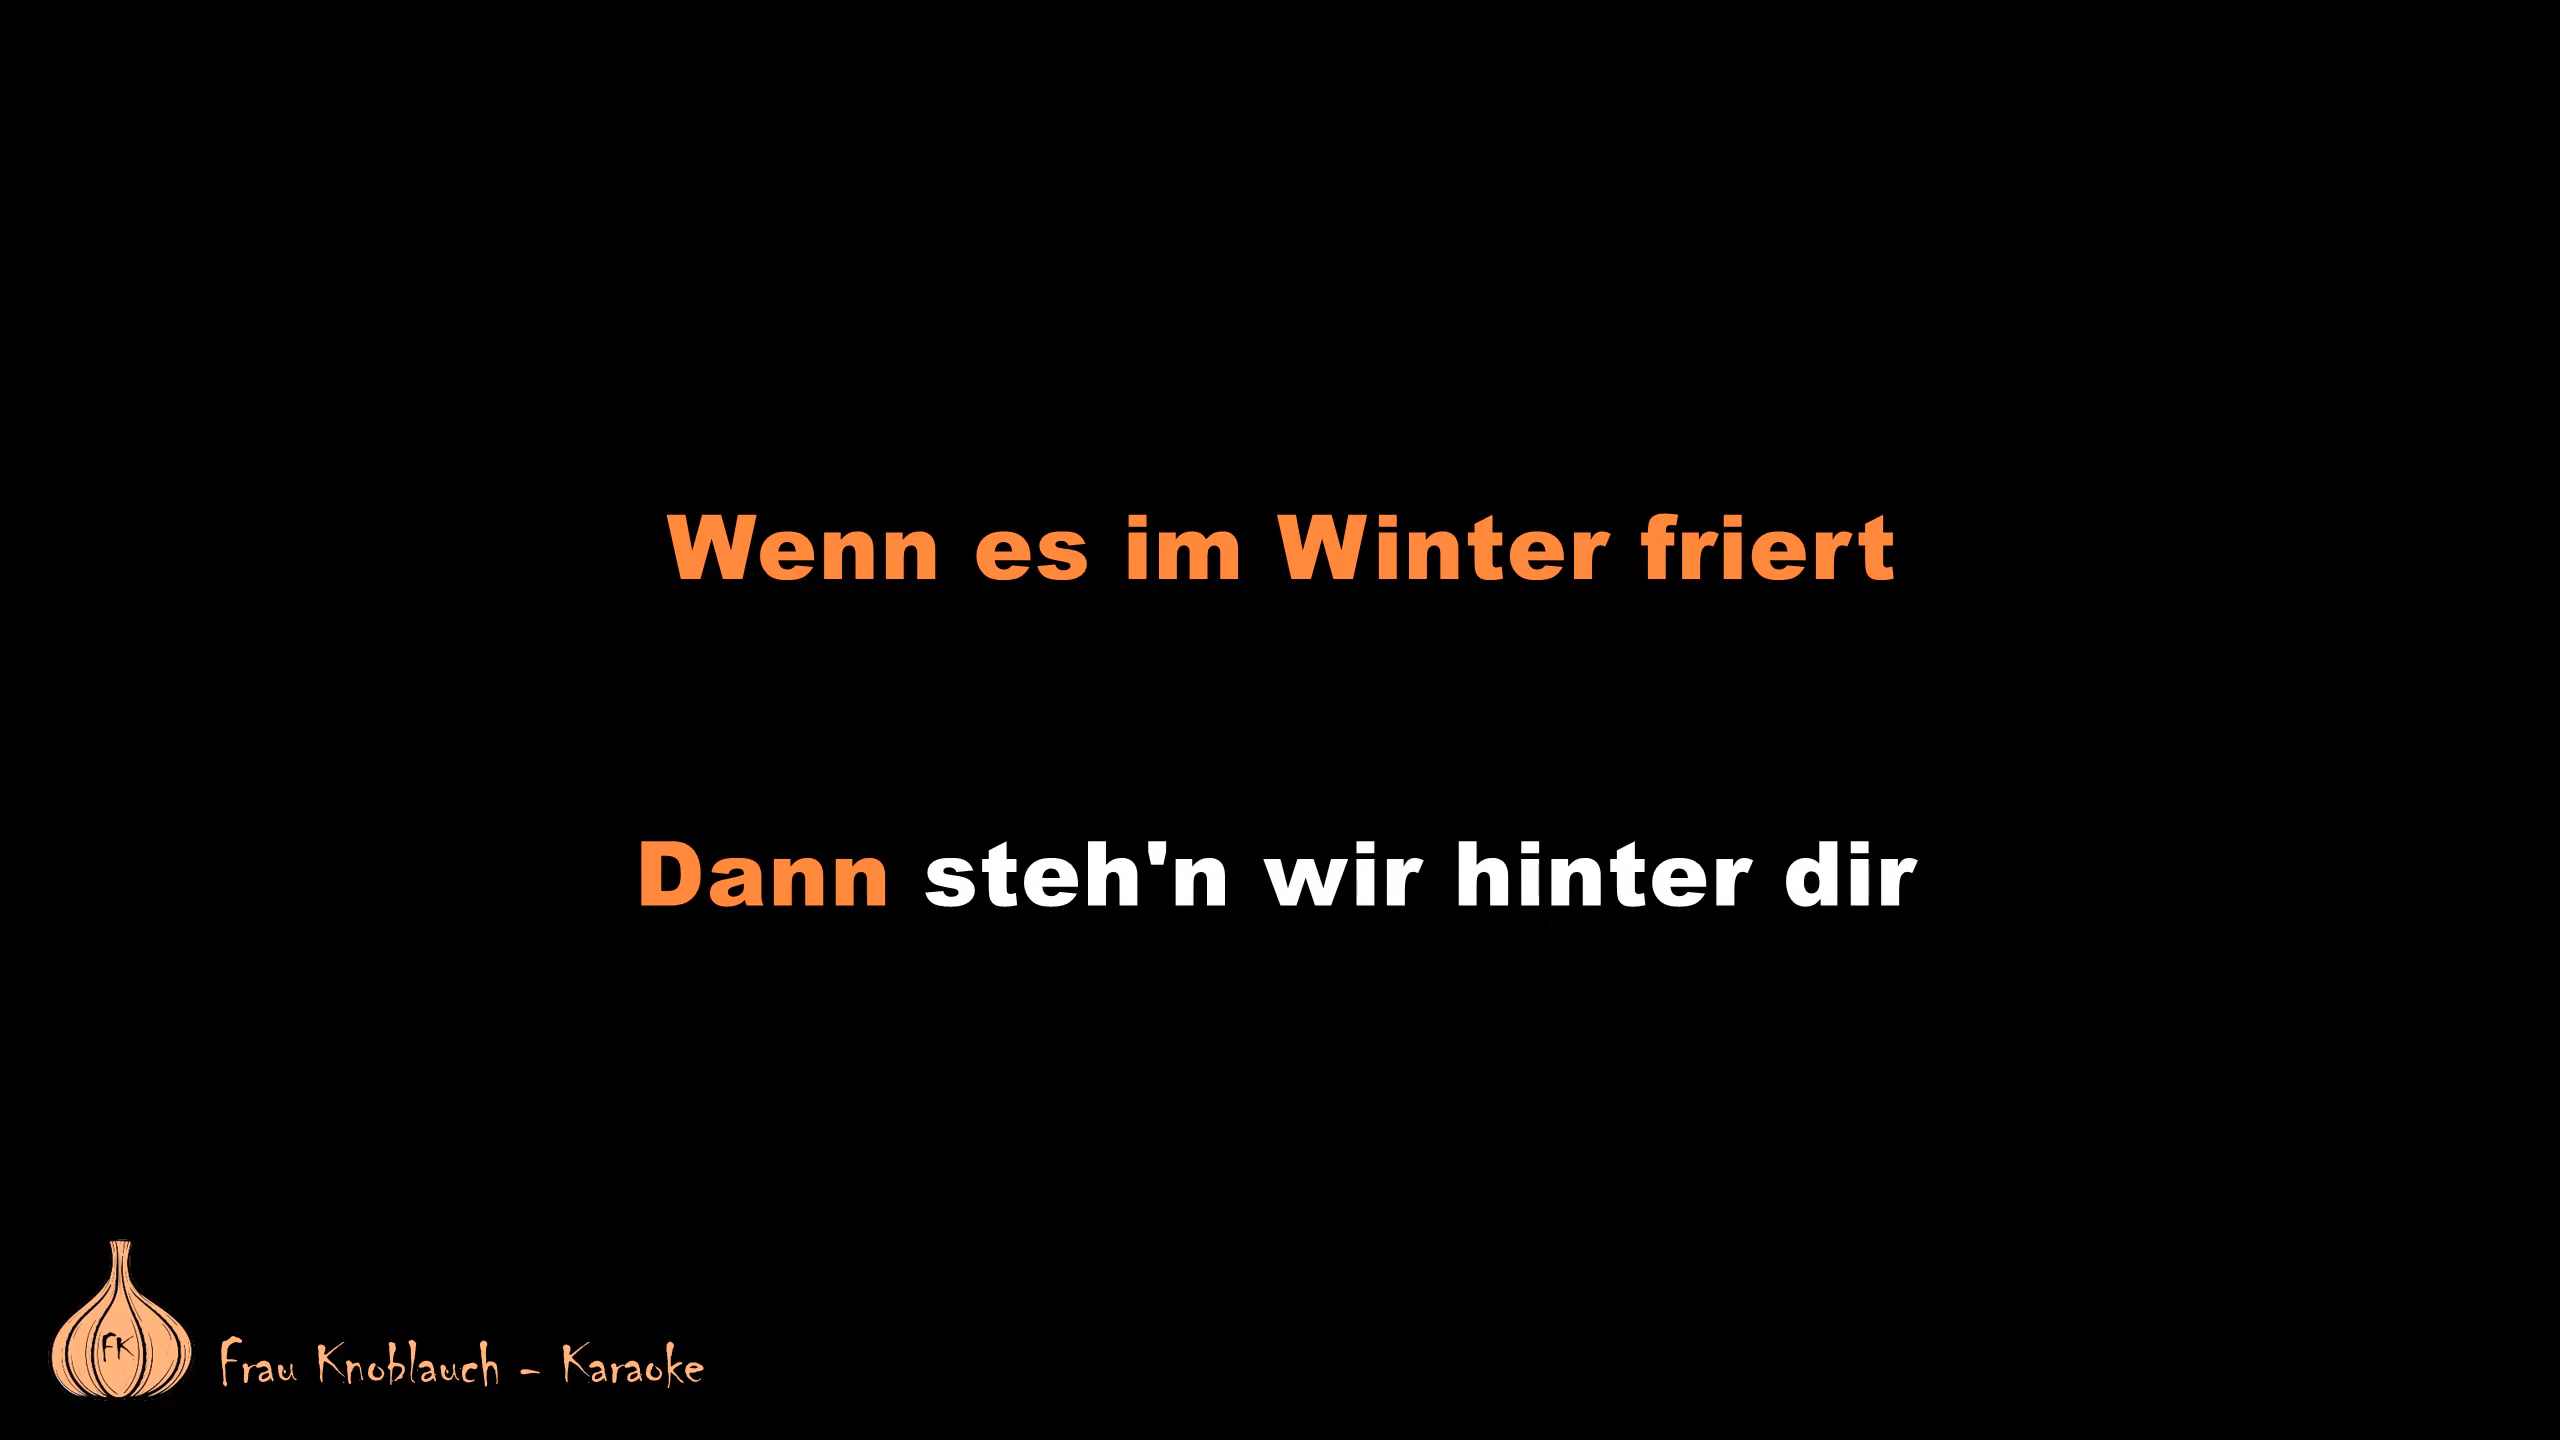 Wenn es im Winter friert
Dann steh'n wir hinter dir
FK
Frau Knoblauch - Karaoke